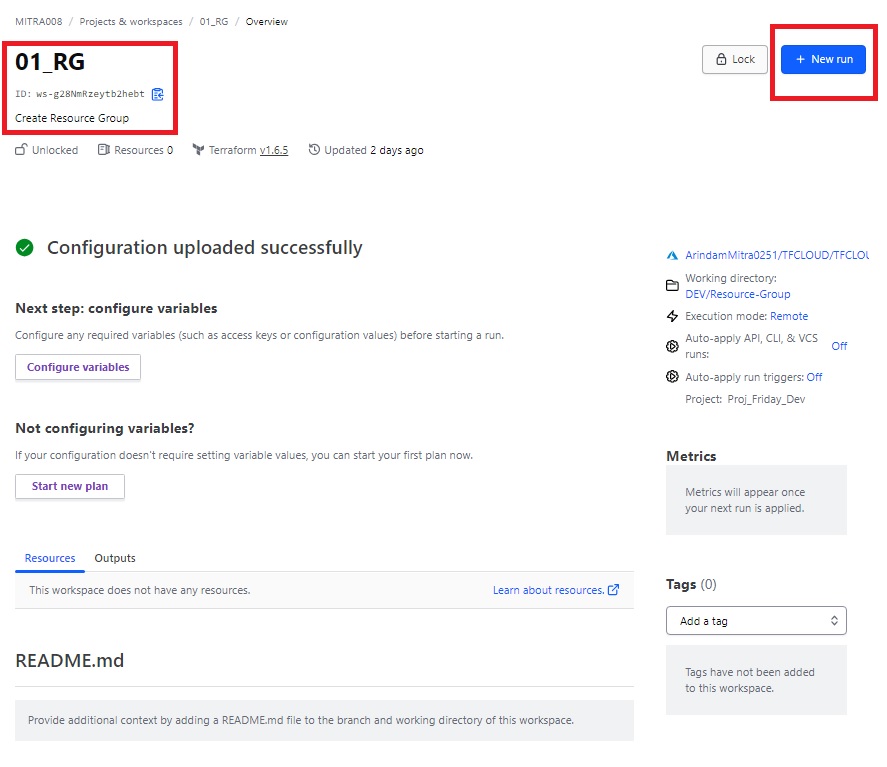 MITRA008 / Projects & workspaces / 01_RG / Overview
01_RG
Lock
+ New run
ID: ws-g28NmRzeytb2hebt
Create Resource Group
Unlocked Resources 0 Terraform v1.6.5 Updated 2 days ago
Configuration uploaded successfully
Next step: configure variables
Configure any required variables (such as access keys or configuration values) before starting a run.
Configure variables
Not configuring variables?
If your configuration doesn't require setting variable values, you can start your first plan now.
Start new plan
Resources Outputs
This workspace does not have any resources. Learn about resources.
README.md
Provide additional context by adding a README.md file to the branch and working directory of this workspace.
ArindamMitra0251/TFCLOUD/TFCLOU
Working directory:
DEV/Resource-Group
Execution mode: Remote
Auto-apply API, CLI, & VCS
runs: Off
Auto-apply run triggers: Off
Project: Proj_Friday_Dev
Metrics
Metrics will appear once
your next run is applied.
Tags (0)
Add a tag
Tags have not been added
to this workspace.